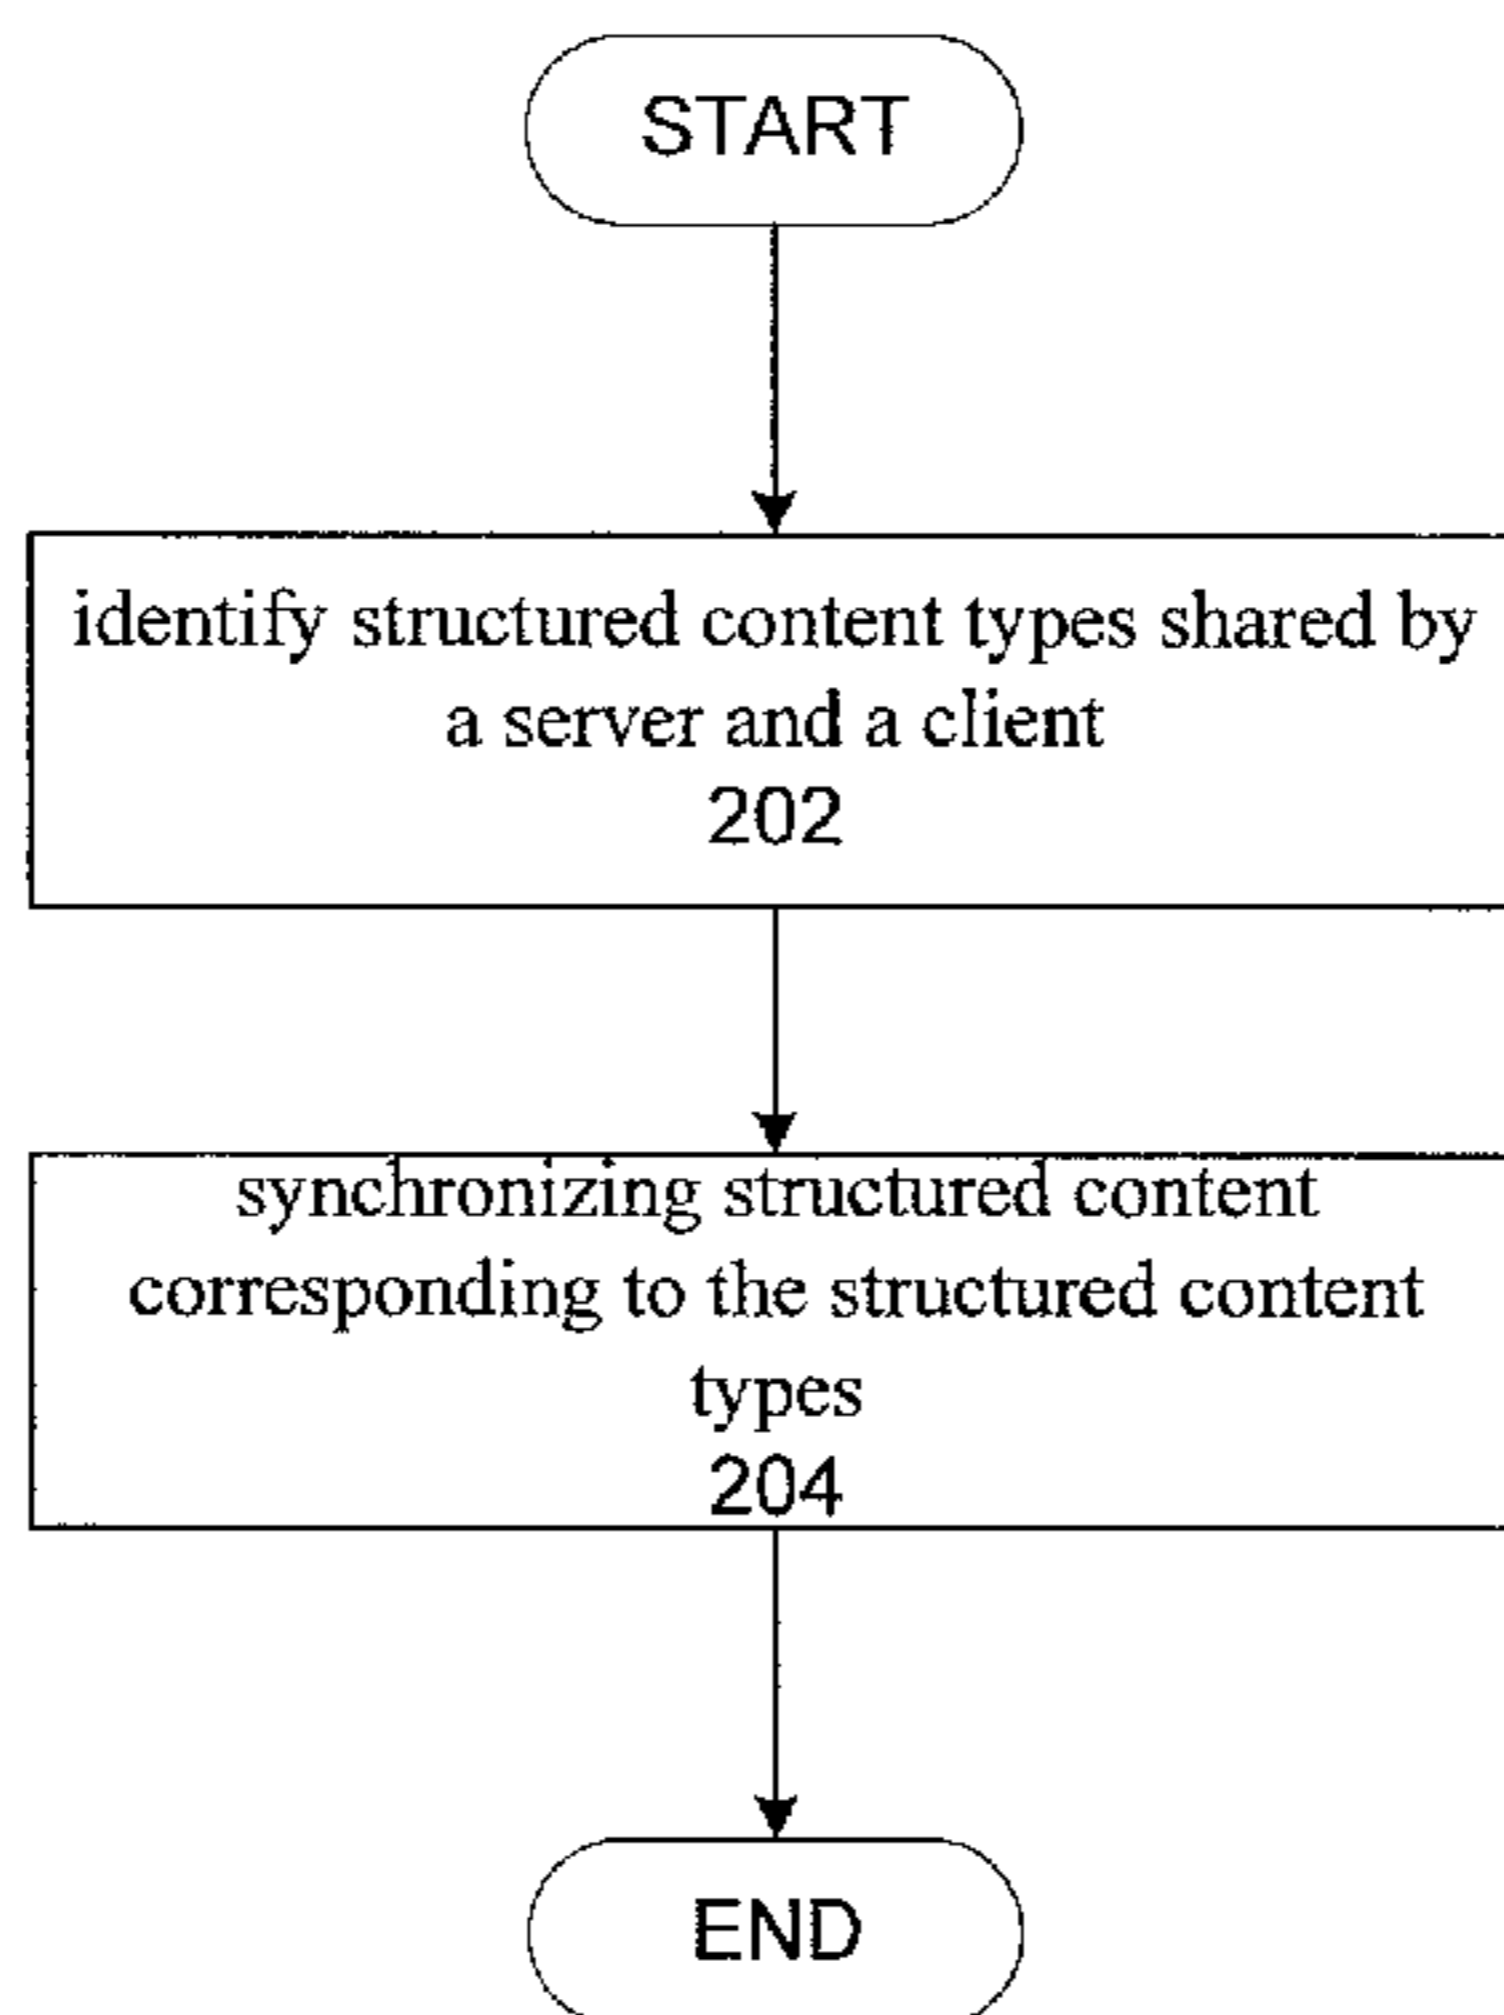 START
identify structured content types shared by
a server and a client
202
synchronizing structured content
corresponding to the structured content
types
204
END